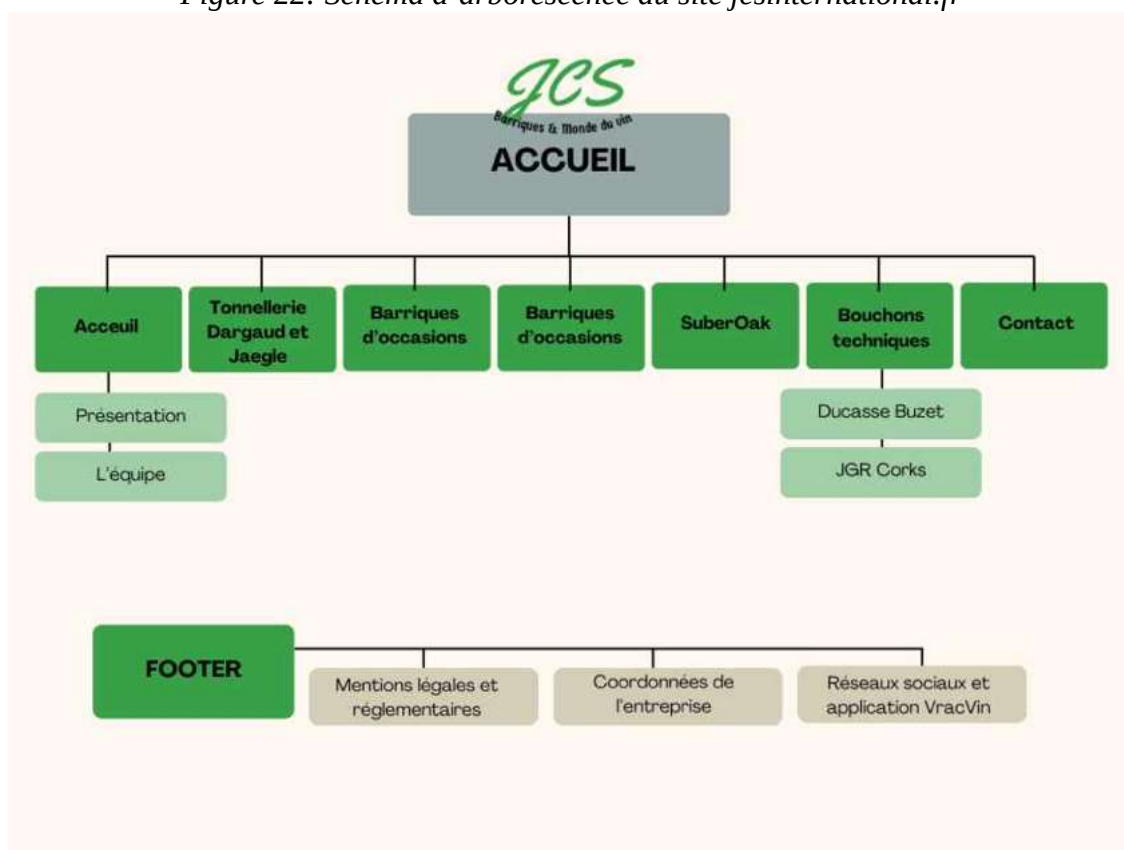 Figure 22: Schéma d'arborescence du site jcsinternational.fr
JCS
Barriques & Monde du vin
ACCUEIL
Acceuil
Tonnellerie
Dargaud et
Jaegle
Barriques
d'occasions
Barriques
d'occasions
SuberOak
Bouchons
techniques
Contact
Présentation
L'équipe
Ducasse Buzet
JGR Corks
FOOTER
Mentions légales et
réglementaires
Coordonnées de
l'entreprise
Réseaux sociaux et
application VracVin